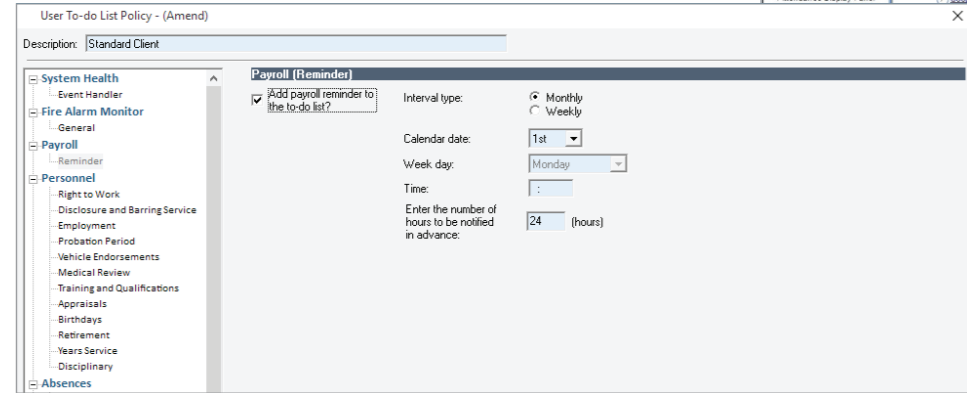 User To-do List Policy - (Amend)
Description: Standard Client
System Health
Event Handler
Fire Alarm Monitor
General
Payroll
Reminder
Personnel
Right to Work
Disclosure and Barring Service
Employment
Probation Period
Vehicle Endorsements
Medical Review
Training and Qualifications
Appraisals
Birthdays
Retirement
Years Service
Disciplinary
Absences
Payroll (Reminder)
Add payroll reminder to
the to-do list?
Interval type:
Monthly
Weekly
Calendar date: 1st
Week day: Monday
Time: :
Enter the number of
hours to be notified
in advance:
24 (hours)